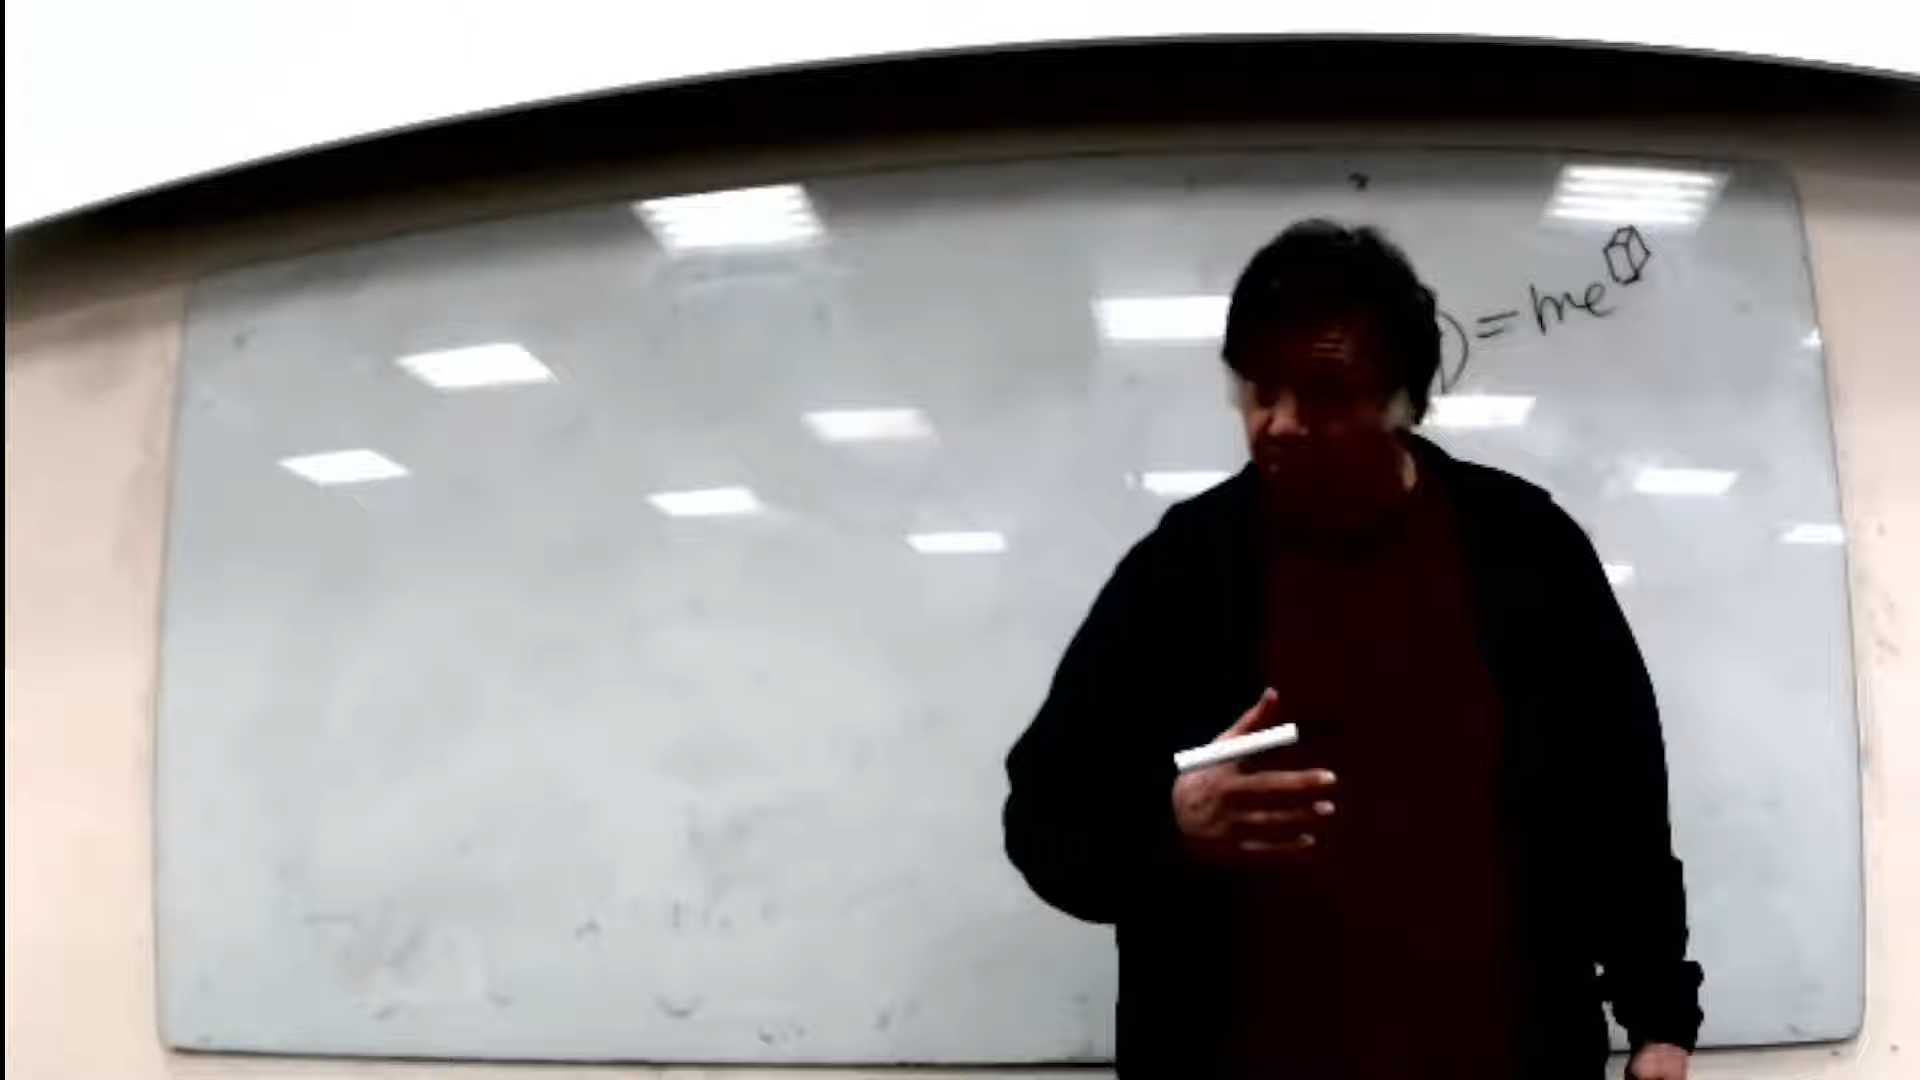 ) = me